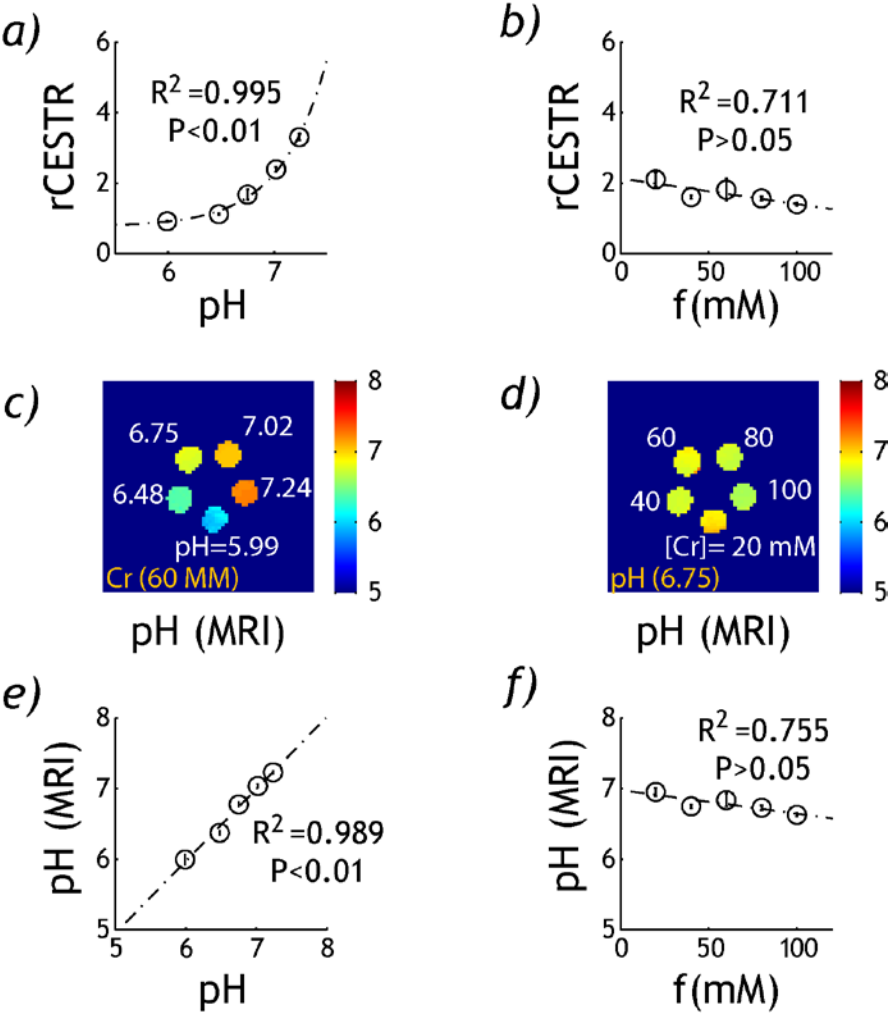 a)
6
4
2
0
rCESTR
R2=0.995
P<0.01
6
7
pH
b)
6
4
2
0
rCESTR
R2=0.711
P>0.05
0
50
100
f(mM)
c)
6.75
7.02
6.48
7.24
pH=5.99
Cr (60 MM)
8
7
6
5
pH (MRI)
d)
60
80
40
100
[Cr]= 20 mM
pH (6.75)
8
7
6
5
pH (MRI)
e)
8
7
6
5
pH (MRI)
R2=0.989
P<0.01
5
6
7
8
pH
f)
8
7
6
5
pH (MRI)
R2=0.755
P>0.05
0
50
100
f(mM)